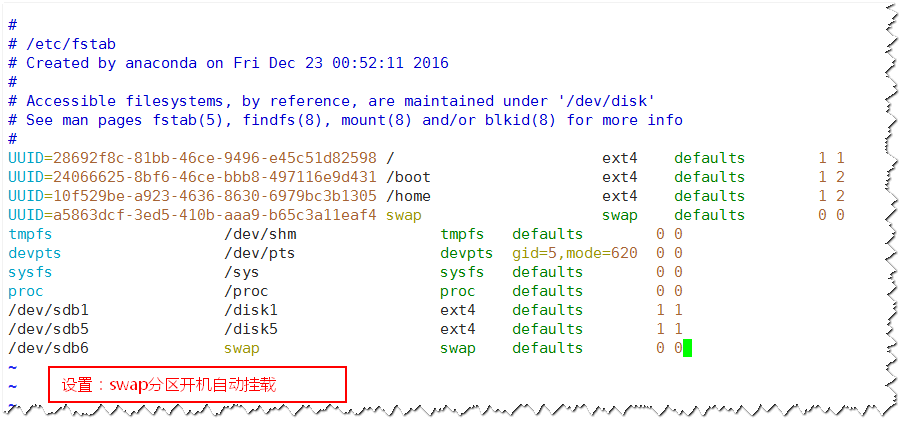 #
# /etc/fstab
# Created by anaconda on Fri Dec 23 00:52:11 2016
#
# Accessible filesystems, by reference, are maintained under '/dev/disk'
# See man pages fstab(5), findfs(8), mount(8) and/or blkid(8) for more info
#
UUID=28692f8c-81bb-46ce-9496-e45c51d82598 /                       ext4    defaults        1 1
UUID=24066625-8bf6-46ce-bbb8-497116e9d431 /boot                   ext4    defaults        1 2
UUID=10f529be-a923-4636-8630-6979bc3b1305 /home                   ext4    defaults        1 2
UUID=a5863dcf-3ed5-410b-aaa9-b65c3a11eaf4 swap                    swap    defaults        0 0
tmpfs                   /dev/shm                tmpfs   defaults        0 0
devpts                  /dev/pts                devpts  gid=5,mode=620  0 0
sysfs                   /sys                    sysfs   defaults        0 0
proc                    /proc                   proc    defaults        0 0
/dev/sdb1               /disk1                  ext4    defaults        1 1
/dev/sdb5               /disk5                  ext4    defaults        1 1
/dev/sdb6               swap                    swap    defaults        0 0
~
~
设置：swap分区开机自动挂载
~